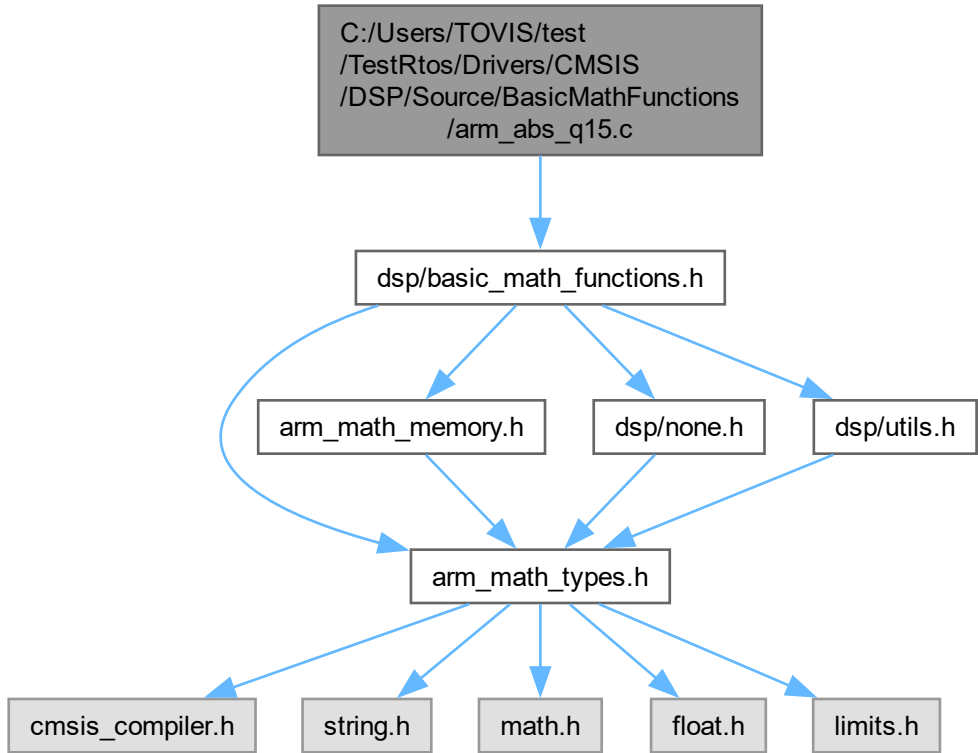 C:/Users/TOVIS/test
/TestRtos/Drivers/CMSIS
/DSP/Source/BasicMathFunctions
/arm_abs_q15.c
dsp/basic_math_functions.h
arm_math_memory.h
dsp/none.h
dsp/utils.h
arm_math_types.h
cmsis_compiler.h
string.h
math.h
float.h
limits.h